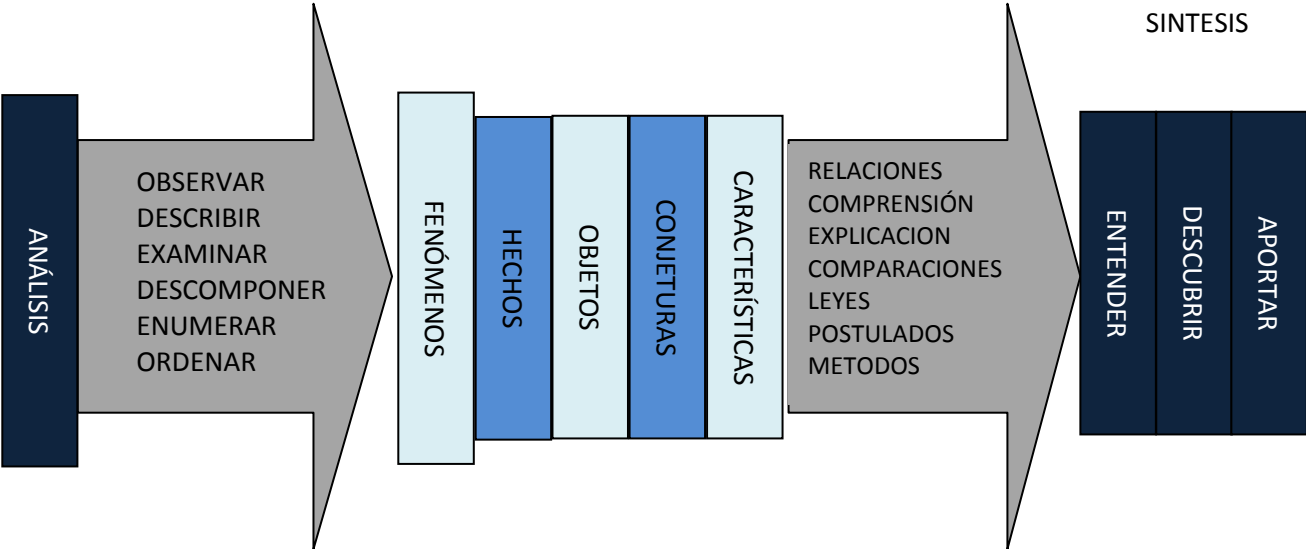 SINTESIS
ANÁLISIS
OBSERVAR
DESCRIBIR
EXAMINAR
DESCOMPONER
ENUMERAR
ORDENAR
FENÓMENOS
HECHOS
OBJETOS
CONJETURAS
CARACTERÍSTICAS
RELACIONES
COMPRENSIÓN
EXPLICACION
COMPARACIONES
LEYES
POSTULADOS
METODOS
ENTENDER
DESCUBRIR
APORTAR